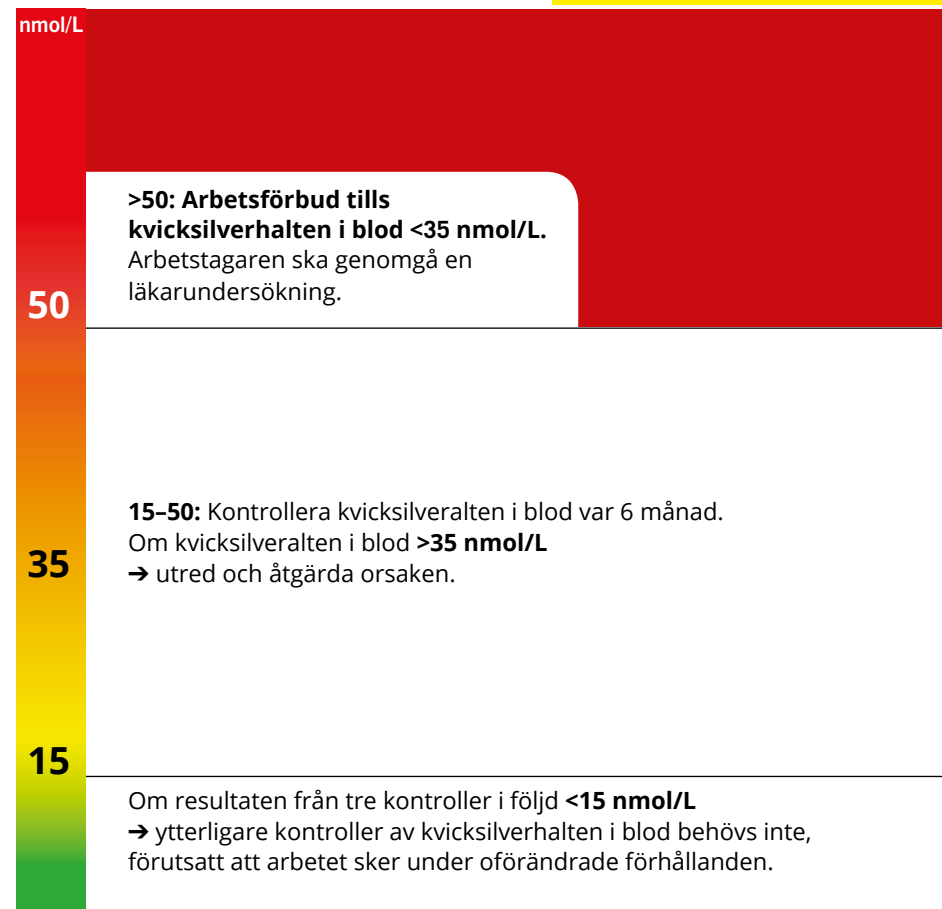 nmol/L
>50: Arbetsförbud tills
kvicksilverhalten i blod <35 nmol/L.
Arbetstagaren ska genomgå en
läkarundersökning.
50
15–50: Kontrollera kvicksilveralten i blod var 6 månad.
Om kvicksilveralten i blod >35 nmol/L
➔ utred och åtgärda orsaken.
35
15
Om resultaten från tre kontroller i följd <15 nmol/L
➔ ytterligare kontroller av kvicksilverhalten i blod behövs inte,
förutsatt att arbetet sker under oförändrade förhållanden.